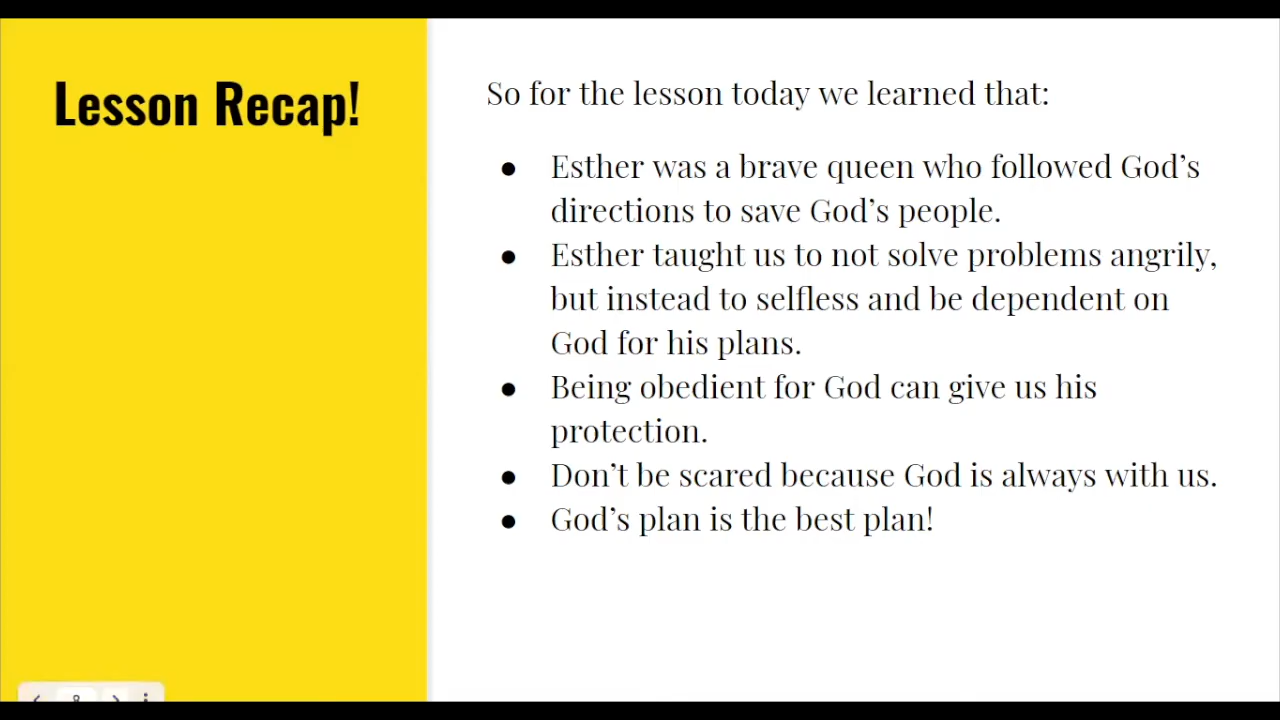 Lesson Recap!
So for the lesson today we learned that:
● Esther was a brave queen who followed God’s
directions to save God’s people.
● Esther taught us to not solve problems angrily,
but instead to selfless and be dependent on
God for his plans.
● Being obedient for God can give us his
protection.
● Don’t be scared because God is always with us.
● God’s plan is the best plan!